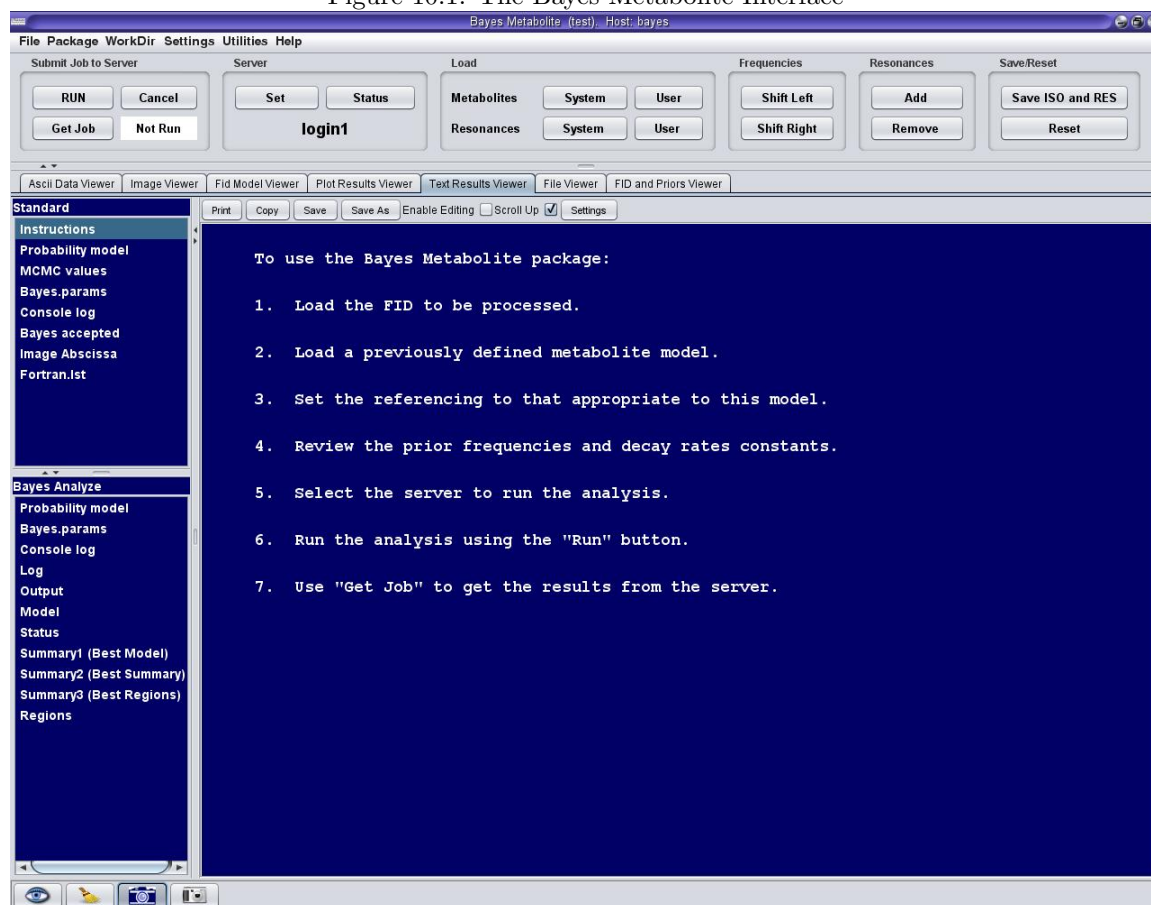 Figure 10.1: The Bayes Metabolite Interface
Bayes Metabolite (test), Host: bayes
File Package WorkDir Settings Utilities Help
Submit Job to Server
Server
Load
Frequencies
Resonances
Save/Reset
RUN Cancel
Set Status
Metabolites System User
Shift Left
Add
Save ISO and RES
Get Job Not Run
login1
Resonances System User
Shift Right
Remove
Reset
Ascii Data Viewer Image Viewer Fid Model Viewer Plot Results Viewer Text Results Viewer File Viewer FID and Priors Viewer
Standard
Instructions
Probability model
MCMC values
Bayes.params
Console log
Bayes accepted
Image Abscissa
Fortran.lst
Bayes Analyze
Probability model
Bayes.params
Console log
Log
Output
Model
Status
Summary1 (Best Model)
Summary2 (Best Summary)
Summary3 (Best Regions)
Regions
Print Copy Save Save As Enable Editing Scroll Up Settings
To use the Bayes Metabolite package:
1. Load the FID to be processed.
2. Load a previously defined metabolite model.
3. Set the referencing to that appropriate to this model.
4. Review the prior frequencies and decay rates constants.
5. Select the server to run the analysis.
6. Run the analysis using the "Run" button.
7. Use "Get Job" to get the results from the server.